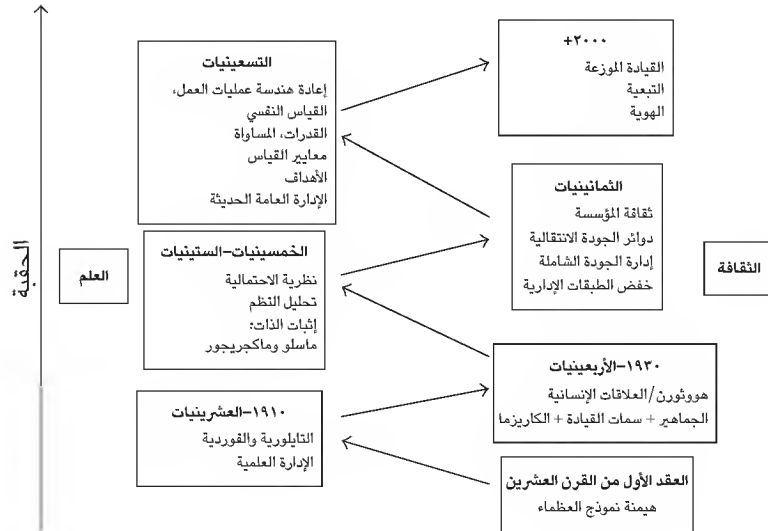 التسعينيات
إعادة هندسة عمليات العمل،
القياس النفسي
القدرات، المساواة
معايير القياس
الأهداف
الإدارة العامة الحديثة
٢٠٠٠+
القيادة الموزعة
التبعية
الهوية
الثمانينيات
ثقافة المؤسسة
دوائر الجودة الانتقالية
إدارة الجودة الشاملة
خفض الطبقات الإدارية
الثقافة
الخمسينيات–الستينيات
نظرية الاحتمالية
تحليل النظم
إثبات الذات:
ماسلو وماكجريجور
العلم
الحقبة
١٩٣٠–الأربعينيات
هووثورن/العلاقات الإنسانية
الجماهير + سمات القيادة + الكاريزما
١٩١٠–العشرينيات
التايلورية والفوردية
الإدارة العلمية
العقد الأول من القرن العشرين
هيمنة نموذج العظماء